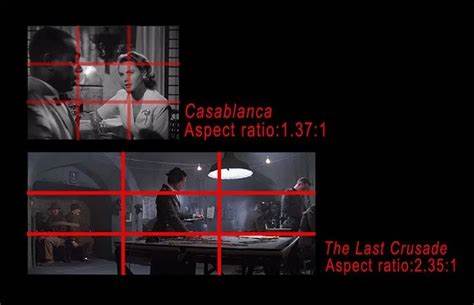 Casablanca
Aspect ratio:1.37:1
The Last Crusade
Aspect ratio:2.35:1